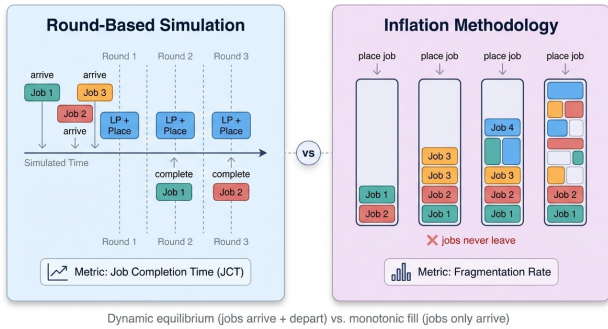 Round-Based Simulation
Round 1
Round 2
Round 3
arrive
arrive
Job 1
Job 3
Job 2
arrive
LP +
Place
LP +
Place
LP +
Place
Simulated Time
complete
complete
Job 1
Job 2
Round 1
Round 2
Round 3
Metric: Job Completion Time (JCT)
vs
Inflation Methodology
place job
place job
place job
place job
Job 1
Job 2
Job 3
Job 3
Job 2
Job 1
Job 4
Job 3
Job 2
Job 1
Job 2
Job 1
jobs never leave
Metric: Fragmentation Rate
Dynamic equilibrium (jobs arrive + depart) vs. monotonic fill (jobs only arrive)